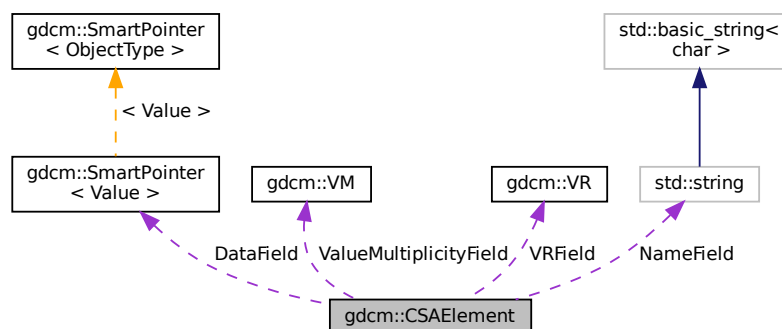 gdcm::SmartPointer
< ObjectType >
std::basic_string<
char >
< Value >
gdcm::SmartPointer
< Value >
gdcm::VM
gdcm::VR
std::string
DataField
ValueMultiplicityField
VRField
NameField
gdcm::CSAElement